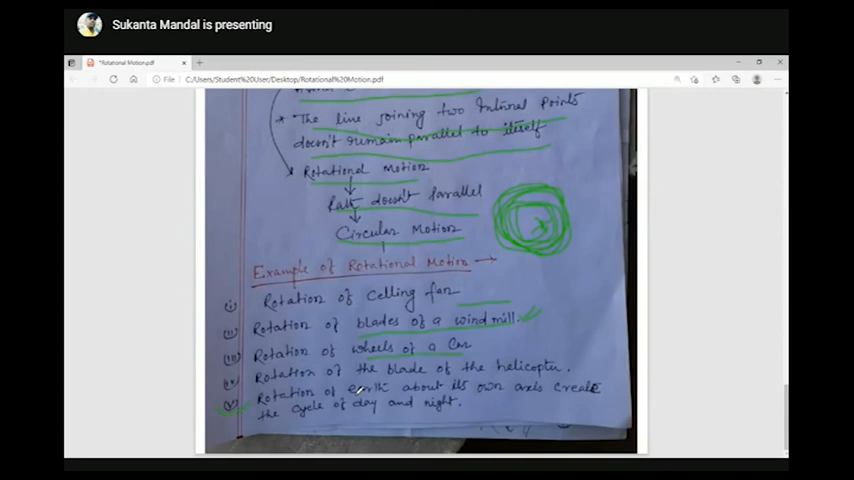 Sukanta Mandal is presenting
*Rotational Motion.pdf
File | C:/Users/Student%20User/Desktop/Rotational%20Motion.pdf
* "The line joining two Internal Points
doesn't remain parallel to itself
* Rotational Motion
Path doesn't Parallel
Circular Motion
Example of Rotational Motion →
(i) Rotation of Celling fan
(ii) Rotation of blades of a wind mill.
(iii) Rotation of wheels of a Car
(iv) Rotation of the blade of the helicopter.
(v) Rotation of earth about its own axis create
the cycle of day and night.